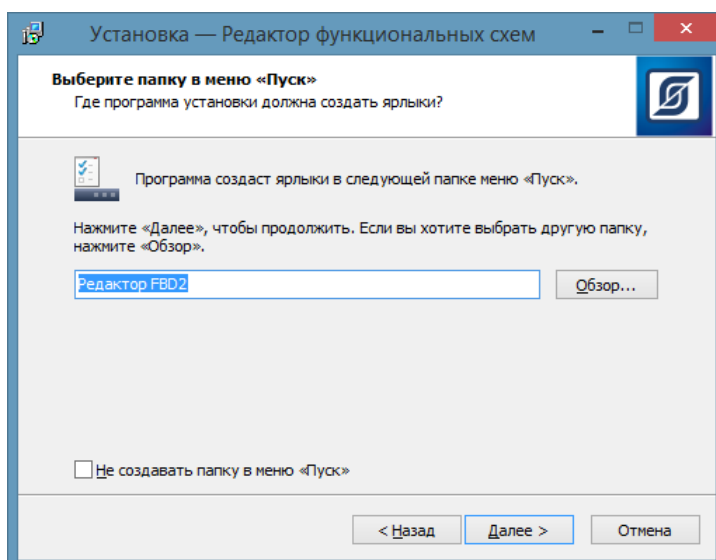 Установка — Редактор функциональных схем
Выберите папку в меню «Пуск»
Где программа установки должна создать ярлыки?
Программа создаст ярлыки в следующей папке меню «Пуск».
Нажмите «Далее», чтобы продолжить. Если вы хотите выбрать другую папку,
нажмите «Обзор».
Редактор FBD2
Обзор...
Не создавать папку в меню «Пуск»
< Назад
Далее >
Отмена